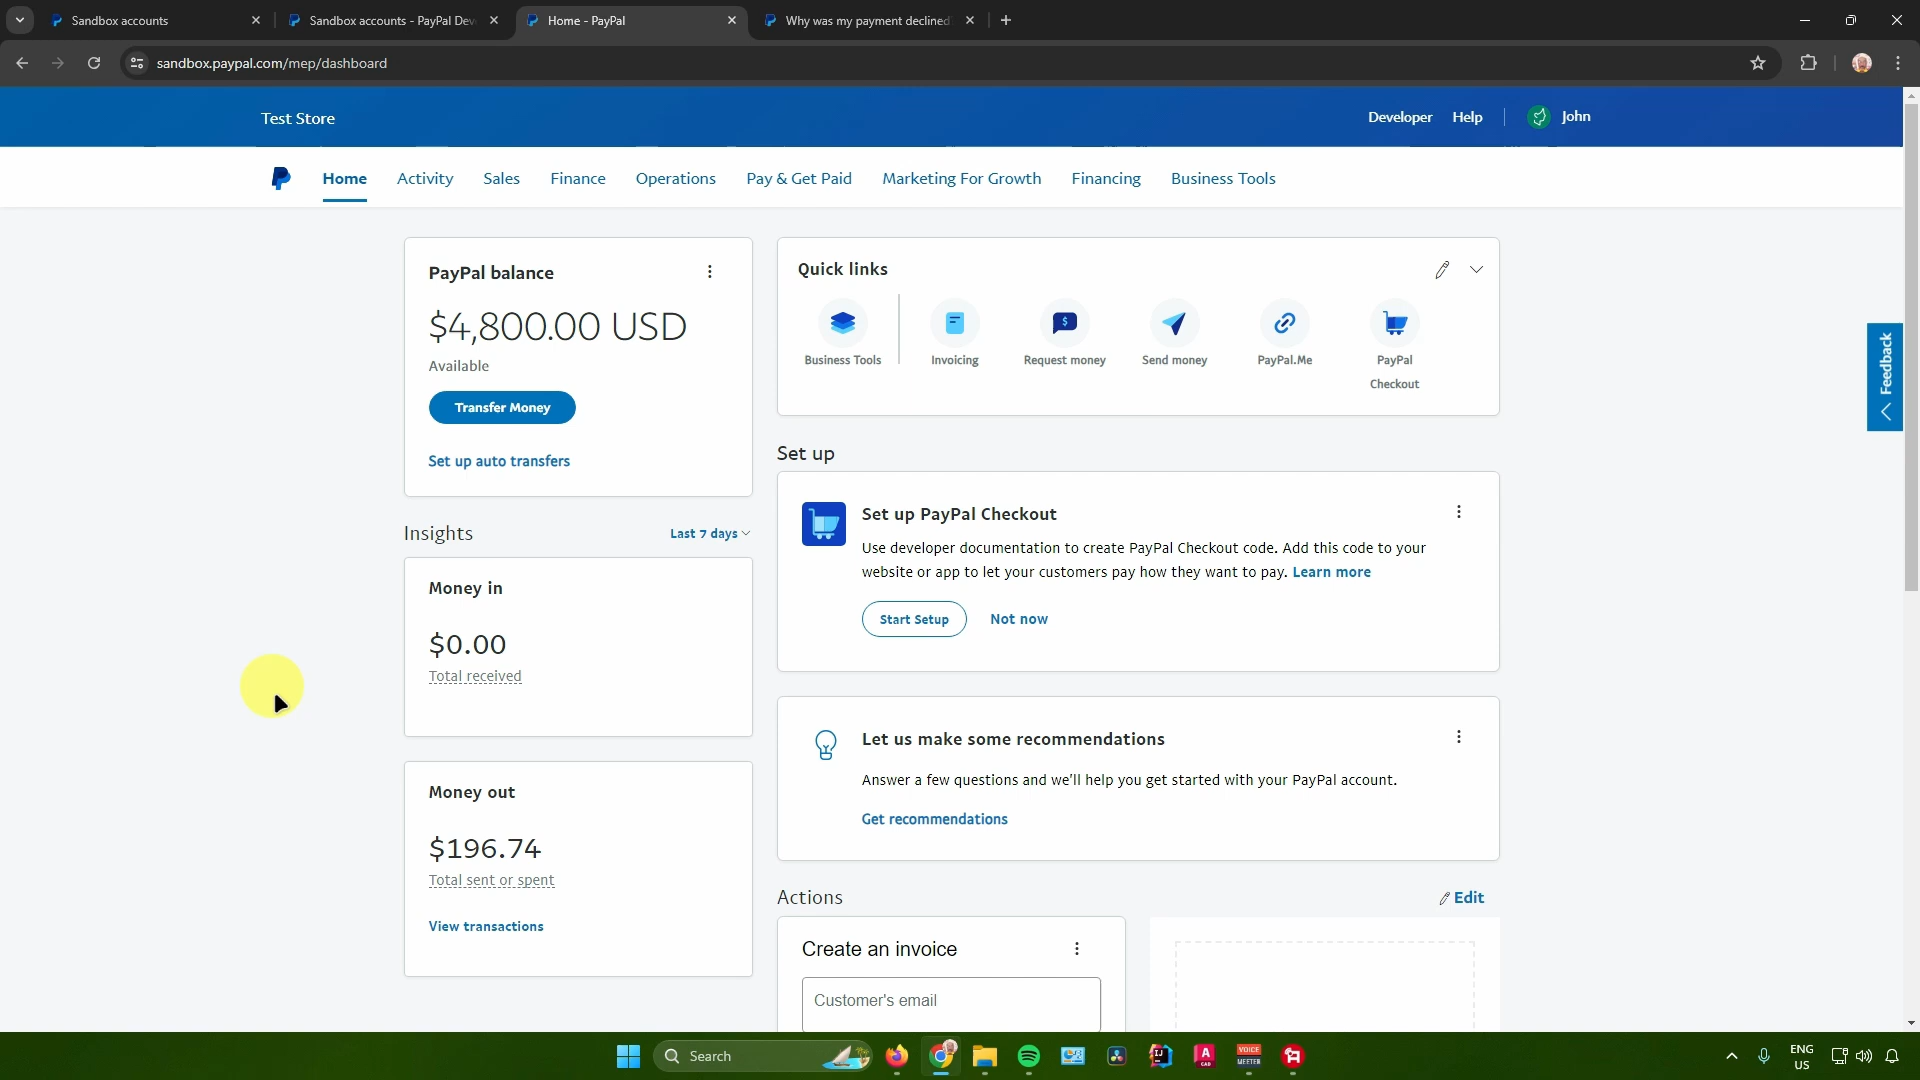 Sandbox accounts
Sandbox accounts - PayPal Dev
Home - PayPal
Why was my payment declined
sandbox.paypal.com/mep/dashboard
Test Store
Developer
Help
John
Home
Activity
Sales
Finance
Operations
Pay & Get Paid
Marketing For Growth
Financing
Business Tools
PayPal balance
$4,800.00 USD
Available
Transfer Money
Set up auto transfers
Quick links
Business Tools
Invoicing
Request money
Send money
PayPal.Me
PayPal
Checkout
Feedback
Set up
Set up PayPal Checkout
Use developer documentation to create PayPal Checkout code. Add this code to your
website or app to let your customers pay how they want to pay. Learn more
Start Setup
Not now
Insights
Last 7 days
Money in
$0.00
Total received
Let us make some recommendations
Answer a few questions and we'll help you get started with your PayPal account.
Get recommendations
Money out
$196.74
Total sent or spent
View transactions
Actions
Edit
Create an invoice
Customer's email
Search
VOICE
MEETER
ENG
US